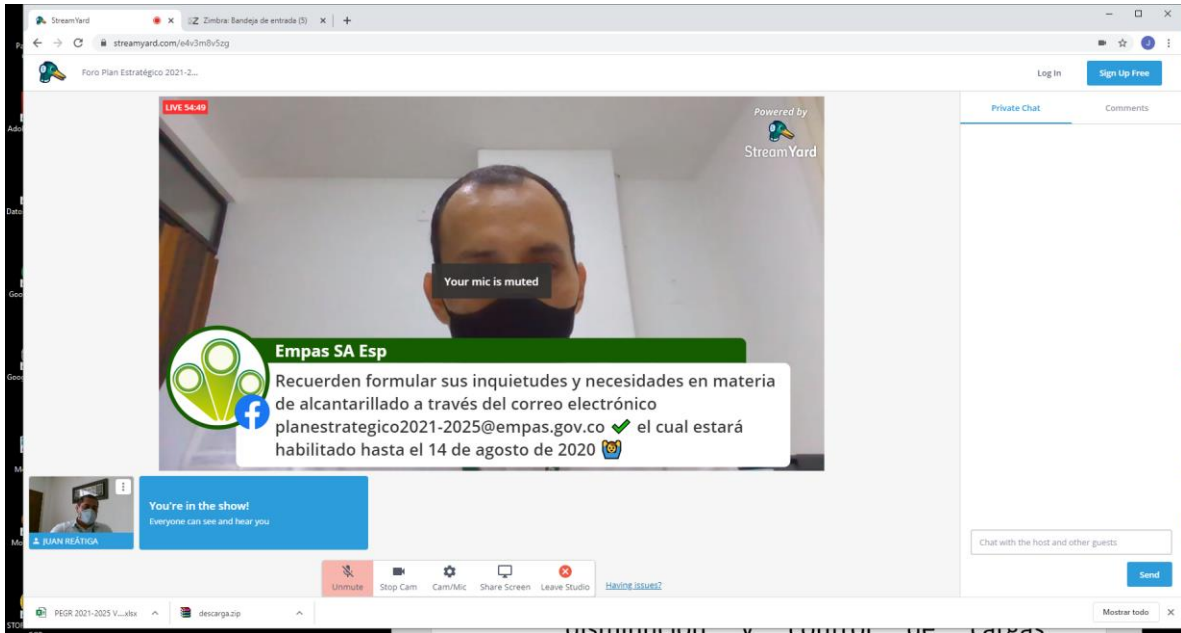 StreamYard
Zimbra: Bandeja de entrada (5)
streamyard.com/e4v3m8v5zg
Foro Plan Estratégico 2021-2...
Log In
Sign Up Free
LIVE 54:49
Powered by
StreamYard
Your mic is muted
Empas SA Esp
Recuerden formular sus inquietudes y necesidades en materia
de alcantarillado a través del correo electrónico
planestrategico2021-2025@empas.gov.co ✔ el cual estará
habilitado hasta el 14 de agosto de 2020 🙆
JUAN REÁTIGA
You're in the show!
Everyone can see and hear you
Unmute
Stop Cam
Cam/Mic
Share Screen
Leave Studio
Having issues?
Private Chat
Comments
Chat with the host and other guests
Send
PEGR 2021-2025 V....xlsx
descarga.zip
Mostrar todo
disminución y control de cargas